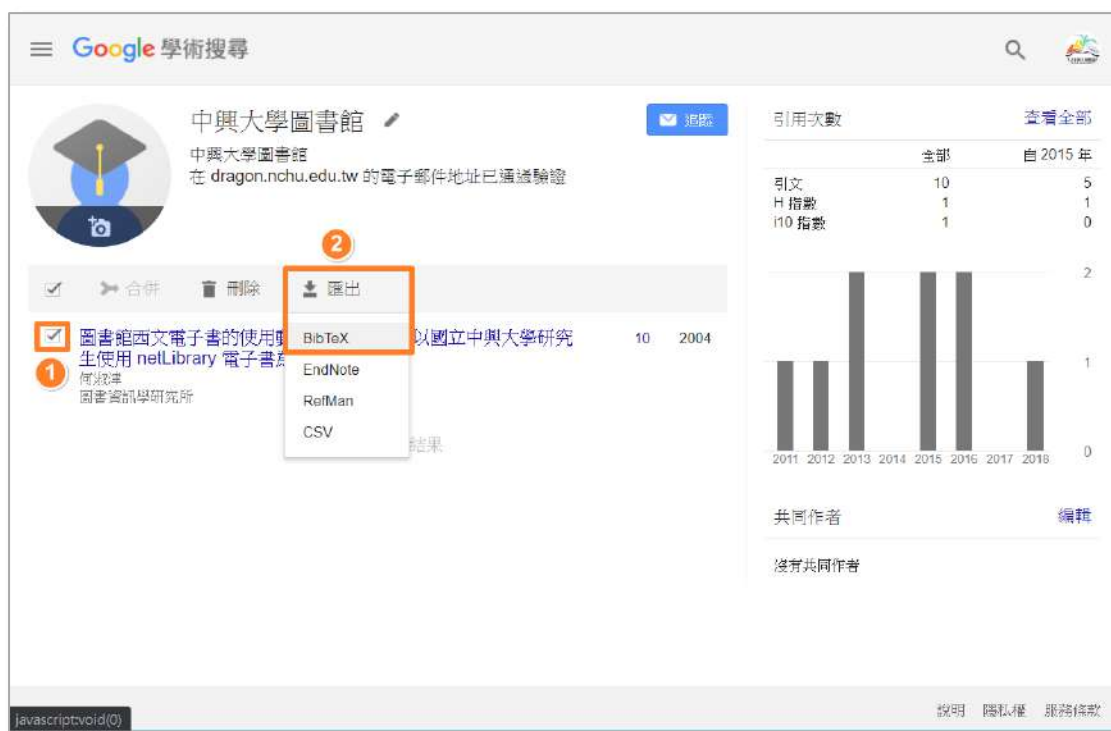 Google 學術搜尋
中興大學圖書館
追蹤
中興大學圖書館
在 dragon.nchu.edu.tw 的電子郵件地址已通過驗證
2
合併 刪除 匯出
1
圖書館西文電子書的使用 以國立中興大學研究 10 2004
生使用 netLibrary 電子書
何淑津
圖書資訊學研究所
BibTeX
EndNote
RefMan
CSV
結果
引用次數 查看全部
全部 自 2015 年
引文 10 5
H 指數 1 1
i10 指數 1 0
2
1
0
2011 2012 2013 2014 2015 2016 2017 2018
共同作者 編輯
沒有共同作者
javascript:void(0)
說明 隱私權 服務條款